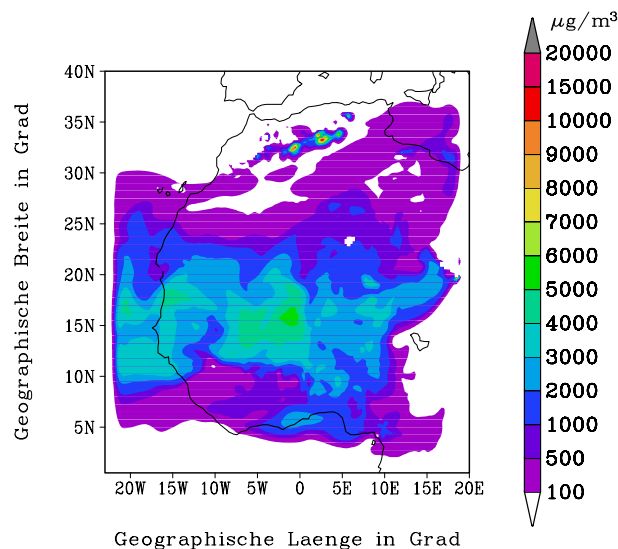 μg/m³
40N
35N
30N
25N
20N
15N
10N
5N
20W 15W 10W 5W 0 5E 10E 15E 20E
Geographische Breite in Grad
Geographische Laenge in Grad
20000
15000
10000
9000
8000
7000
6000
5000
4000
3000
2000
1000
500
100